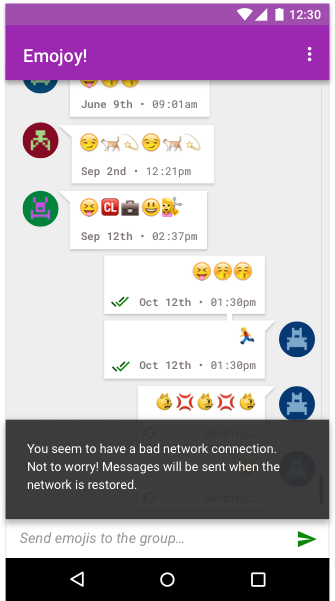 12:30
Emojoy!
June 9th • 09:01am
Sep 2nd • 12:21pm
CL
Sep 12th • 02:37pm
Oct 12th • 01:30pm
Oct 12th • 01:30pm
Sending…
You seem to have a bad network connection.
Not to worry! Messages will be sent when the
network is restored.
Sending…
Send emojis to the group…